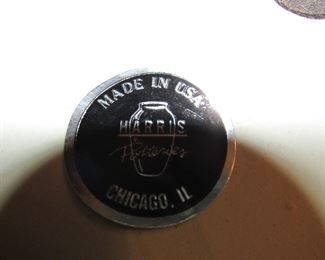 MADE IN USA
HARRIS
Potteries
CHICAGO, IL